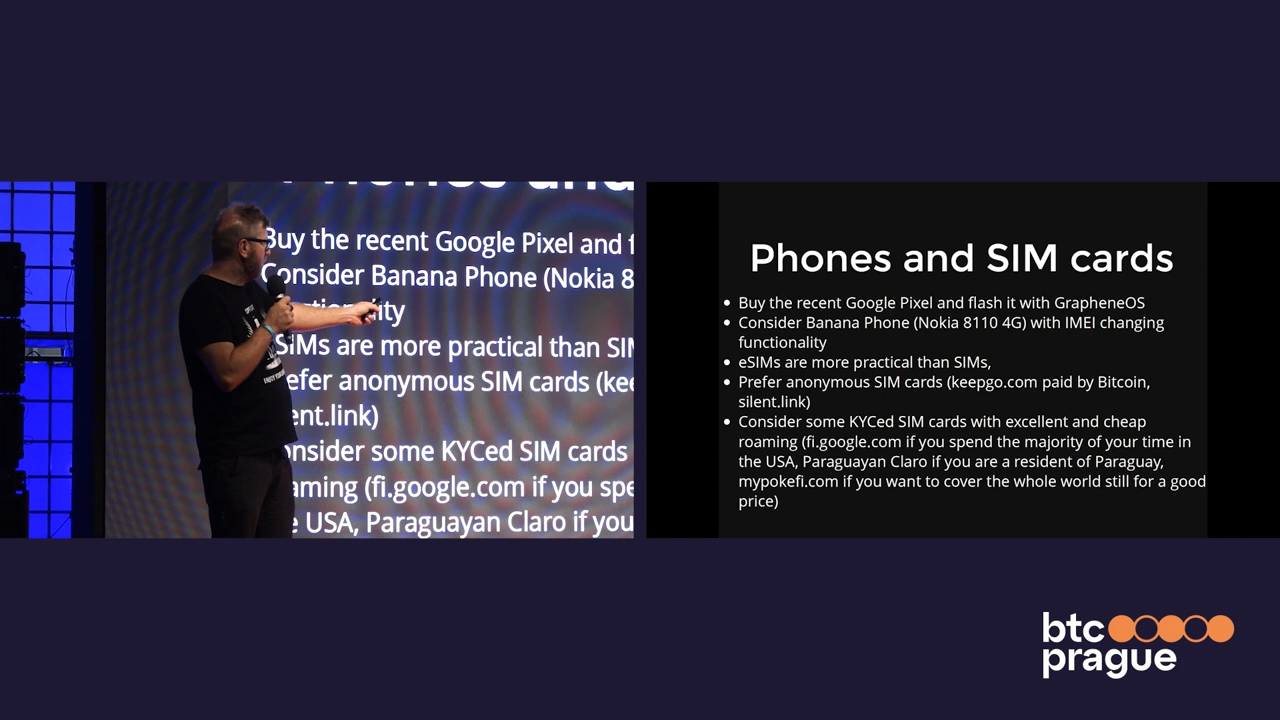 Phones and
Buy the recent Google Pixel and f
Consider Banana Phone (Nokia 8
ity
SIMs are more practical than SIM
efer anonymous SIM cards (kee
ent.link)
onsider some KYCed SIM cards
aming (fi.google.com if you spe
e USA, Paraguayan Claro if you
Phones and SIM cards
• Buy the recent Google Pixel and flash it with GrapheneOS
• Consider Banana Phone (Nokia 8110 4G) with IMEI changing
functionality
• eSIMs are more practical than SIMs,
• Prefer anonymous SIM cards (keepgo.com paid by Bitcoin,
silent.link)
• Consider some KYCed SIM cards with excellent and cheap
roaming (fi.google.com if you spend the majority of your time in
the USA, Paraguayan Claro if you are a resident of Paraguay,
mypokefi.com if you want to cover the whole world still for a good
price)
btc
prague